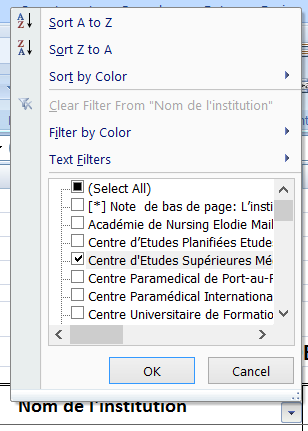 Sort A to Z
Sort Z to A
Sort by Color
Clear Filter From "Nom de l'institution"
Filter by Color
Text Filters
(Select All)
[*] Note de bas de page: L'insti
Académie de Nursing Elodie Mail
Centre d'Etudes Planifiées Etude
Centre d'Etudes Supérieures Mé
Centre Paramedical de Port-au-F
Centre Paramédical International
Centre Universitaire de Formatio
OK
Cancel
Nom de l'institution